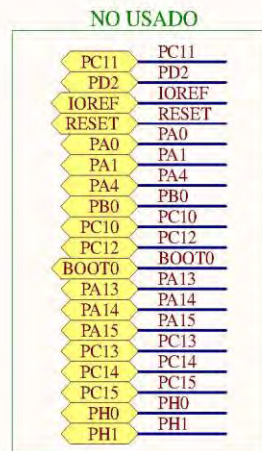 NO USADO
PC11 PC11
PD2 PD2
IOREF IOREF
RESET RESET
PA0 PA0
PA1 PA1
PA4 PA4
PB0 PB0
PC10 PC10
PC12 PC12
BOOT0 BOOT0
PA13 PA13
PA14 PA14
PA15 PA15
PC13 PC13
PC14 PC14
PC15 PC15
PH0 PH0
PH1 PH1